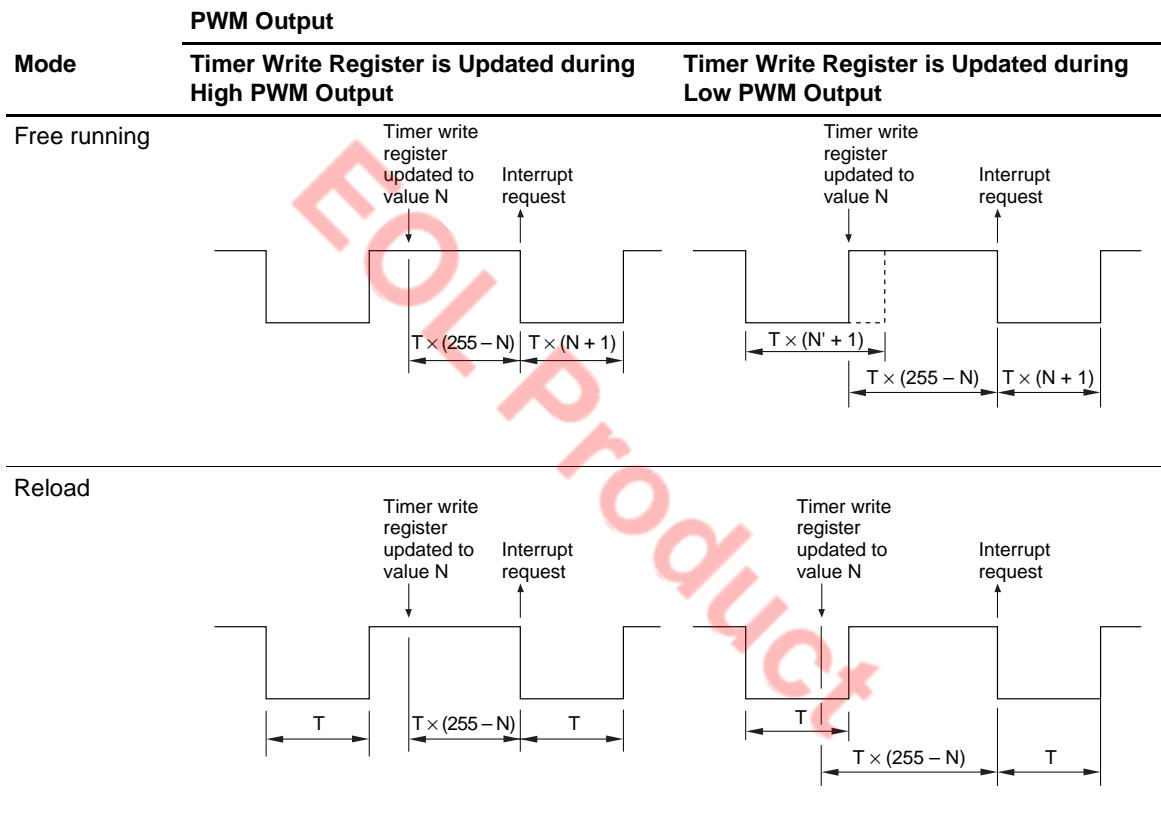 PWM Output
Mode
Timer Write Register is Updated during
High PWM Output
Timer Write Register is Updated during
Low PWM Output
Free running
Timer write
register
updated to
value N
Interrupt
request
T × (255 – N)
T × (N + 1)
Timer write
register
updated to
value N
Interrupt
request
T × (N' + 1)
T × (255 – N)
T × (N + 1)
Reload
Timer write
register
updated to
value N
Interrupt
request
T
T × (255 – N)
T
Timer write
register
updated to
value N
Interrupt
request
T
T × (255 – N)
T
EOL Product